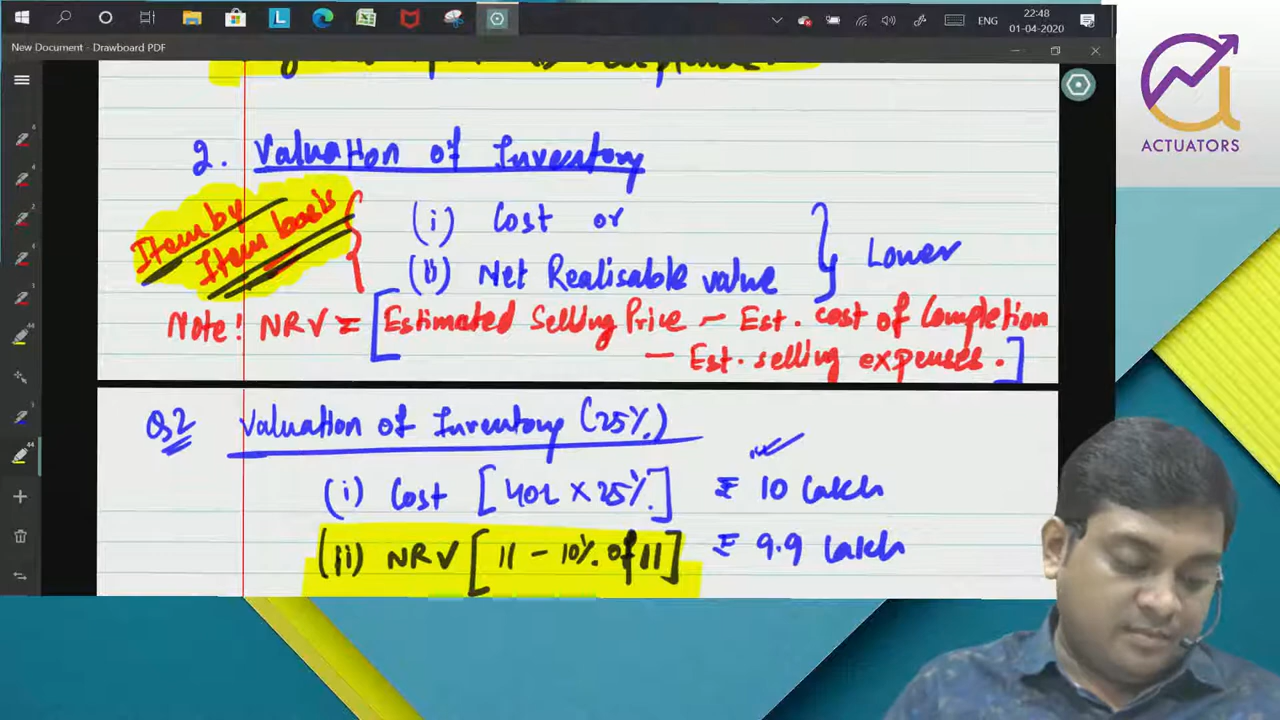 ENG
22:48
01-04-2020
New Document - Drawboard PDF
ACTUATORS
2. Valuation of Inventory
Item by
Item basis
(i) Cost or
(ii) Net Realisable value
Lower
Note! NRV = [Estimated Selling Price - Est. cost of Completion
- Est. selling expenses.]
Q2 Valuation of Inventory (25%)
(i) Cost [40L × 25%] ₹ 10 Lakh
(ii) NRV [11 - 10% of 11] ₹ 9.9 Lakh